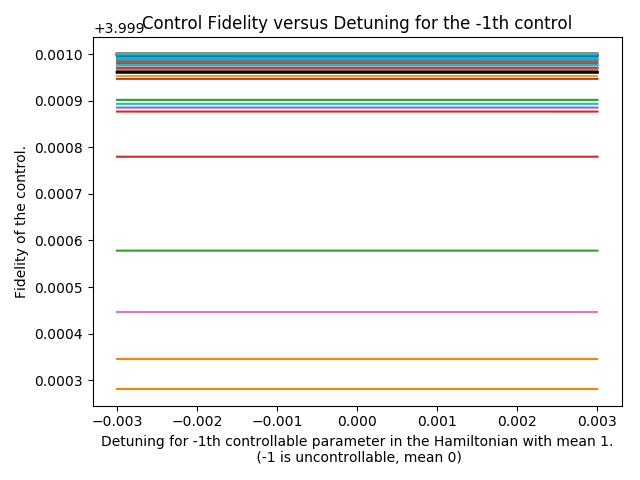 Control Fidelity versus Detuning for the -1th control
+3.999
0.0010
0.0009
0.0008
0.0007
0.0006
0.0005
0.0004
0.0003
Fidelity of the control.
−0.003 −0.002 −0.001 0.000 0.001 0.002 0.003
Detuning for -1th controllable parameter in the Hamiltonian with mean 1.
(-1 is uncontrollable, mean 0)